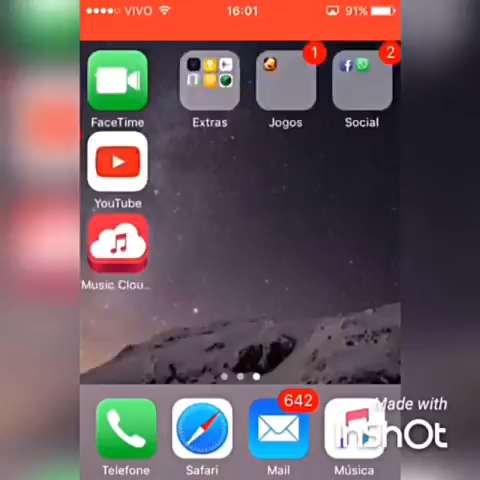 VIVO 16:01 91%
1 2
FaceTime Extras Jogos Social
YouTube
Music Clou...
642
Made with
InShOt
Telefone Safari Mail Música